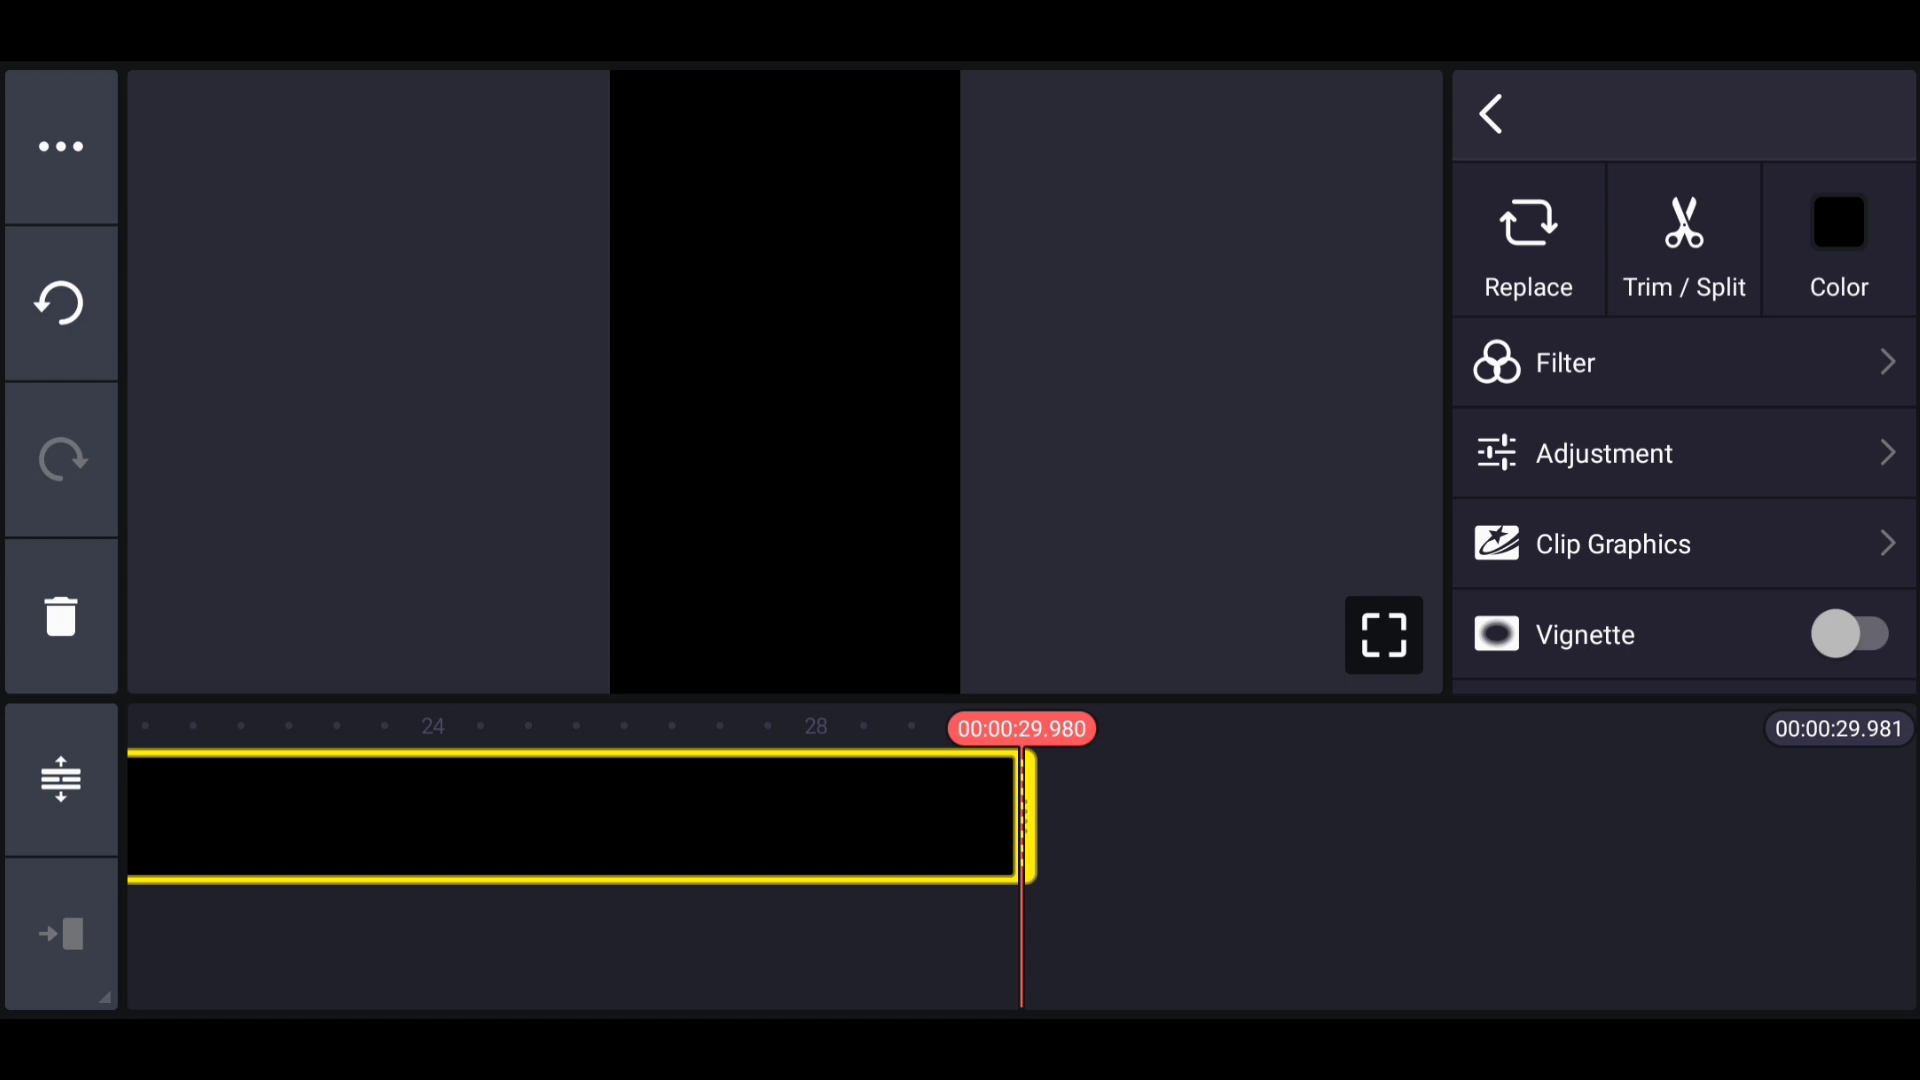 Replace
Trim / Split
Color
Filter
Adjustment
Clip Graphics
Vignette
24
28
00:00:29.980
00:00:29.981